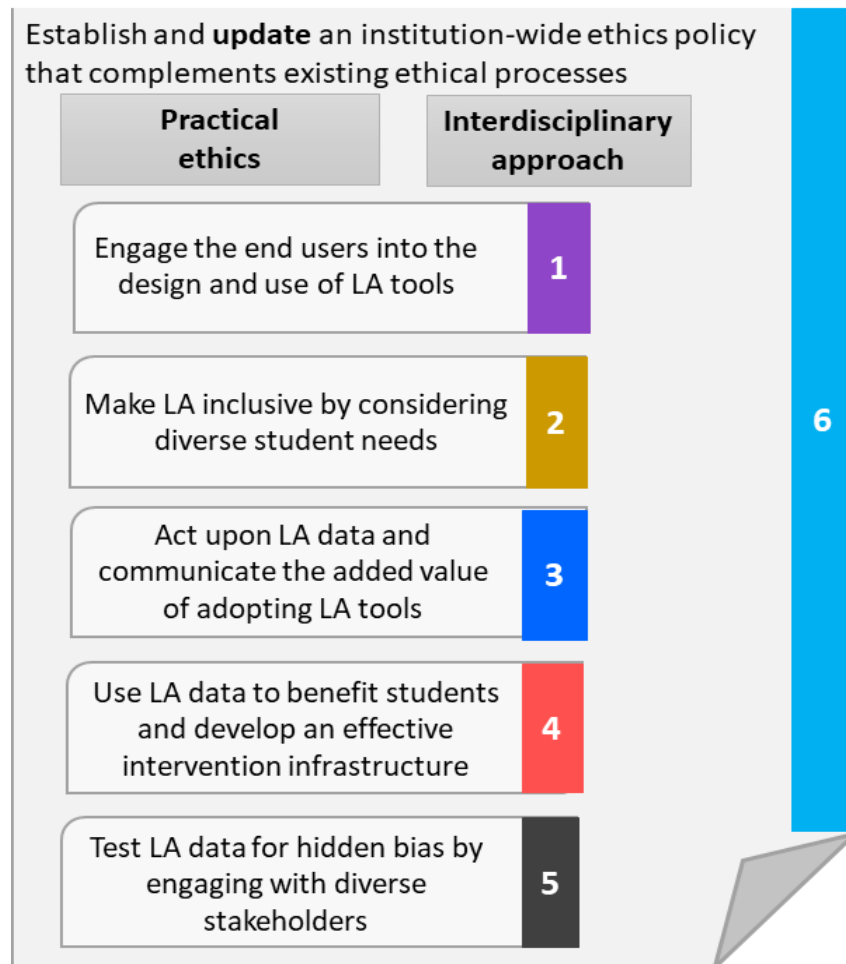 Establish and update an institution-wide ethics policy
that complements existing ethical processes
Practical
ethics
Interdisciplinary
approach
Engage the end users into the
design and use of LA tools
1
Make LA inclusive by considering
diverse student needs
2
Act upon LA data and
communicate the added value
of adopting LA tools
3
Use LA data to benefit students
and develop an effective
intervention infrastructure
4
Test LA data for hidden bias by
engaging with diverse
stakeholders
5
6